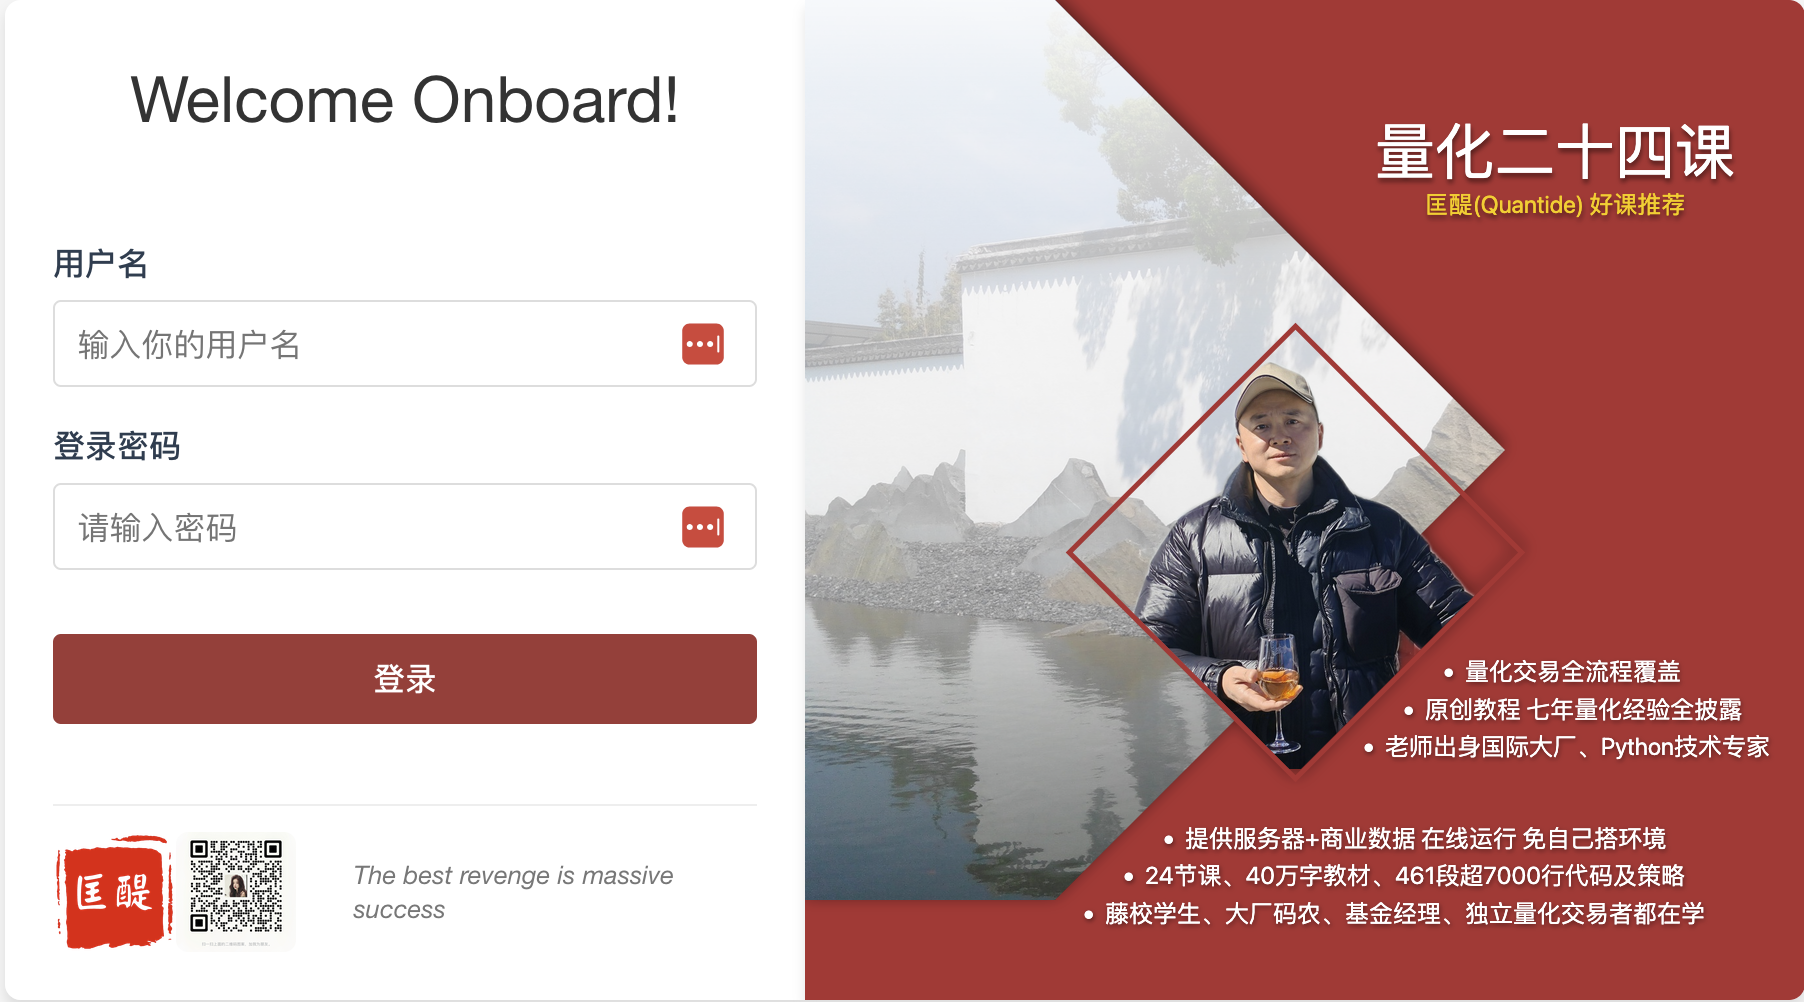 Welcome Onboard!
用户名
输入你的用户名
登录密码
请输入密码
登录
匡醍
The best revenge is massive
success
量化二十四课
匡醍(Quantide) 好课推荐
• 量化交易全流程覆盖
• 原创教程 七年量化经验全披露
• 老师出身国际大厂、Python技术专家
• 提供服务器+商业数据 在线运行 免自己搭环境
• 24节课、40万字教材、461段超7000行代码及策略
• 藤校学生、大厂码农、基金经理、独立量化交易者都在学